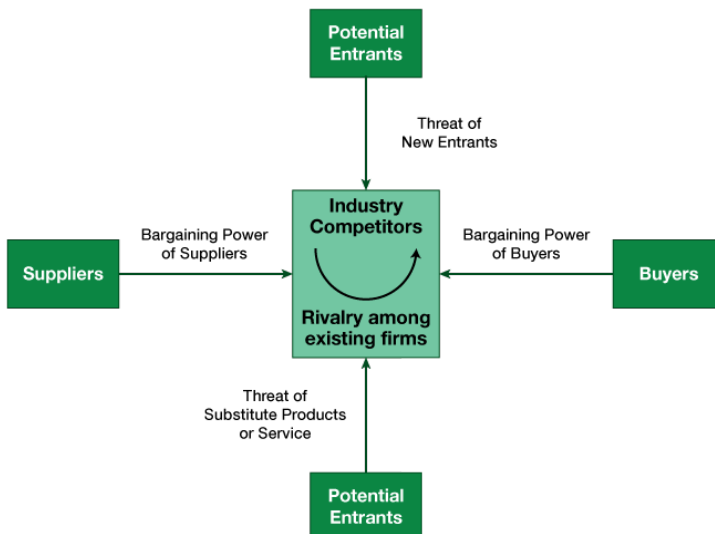 Potential
Entrants
Threat of
New Entrants
Industry
Competitors
Bargaining Power
of Suppliers
Bargaining Power
of Buyers
Suppliers
Buyers
Rivalry among
existing firms
Threat of
Substitute Products
or Service
Potential
Entrants